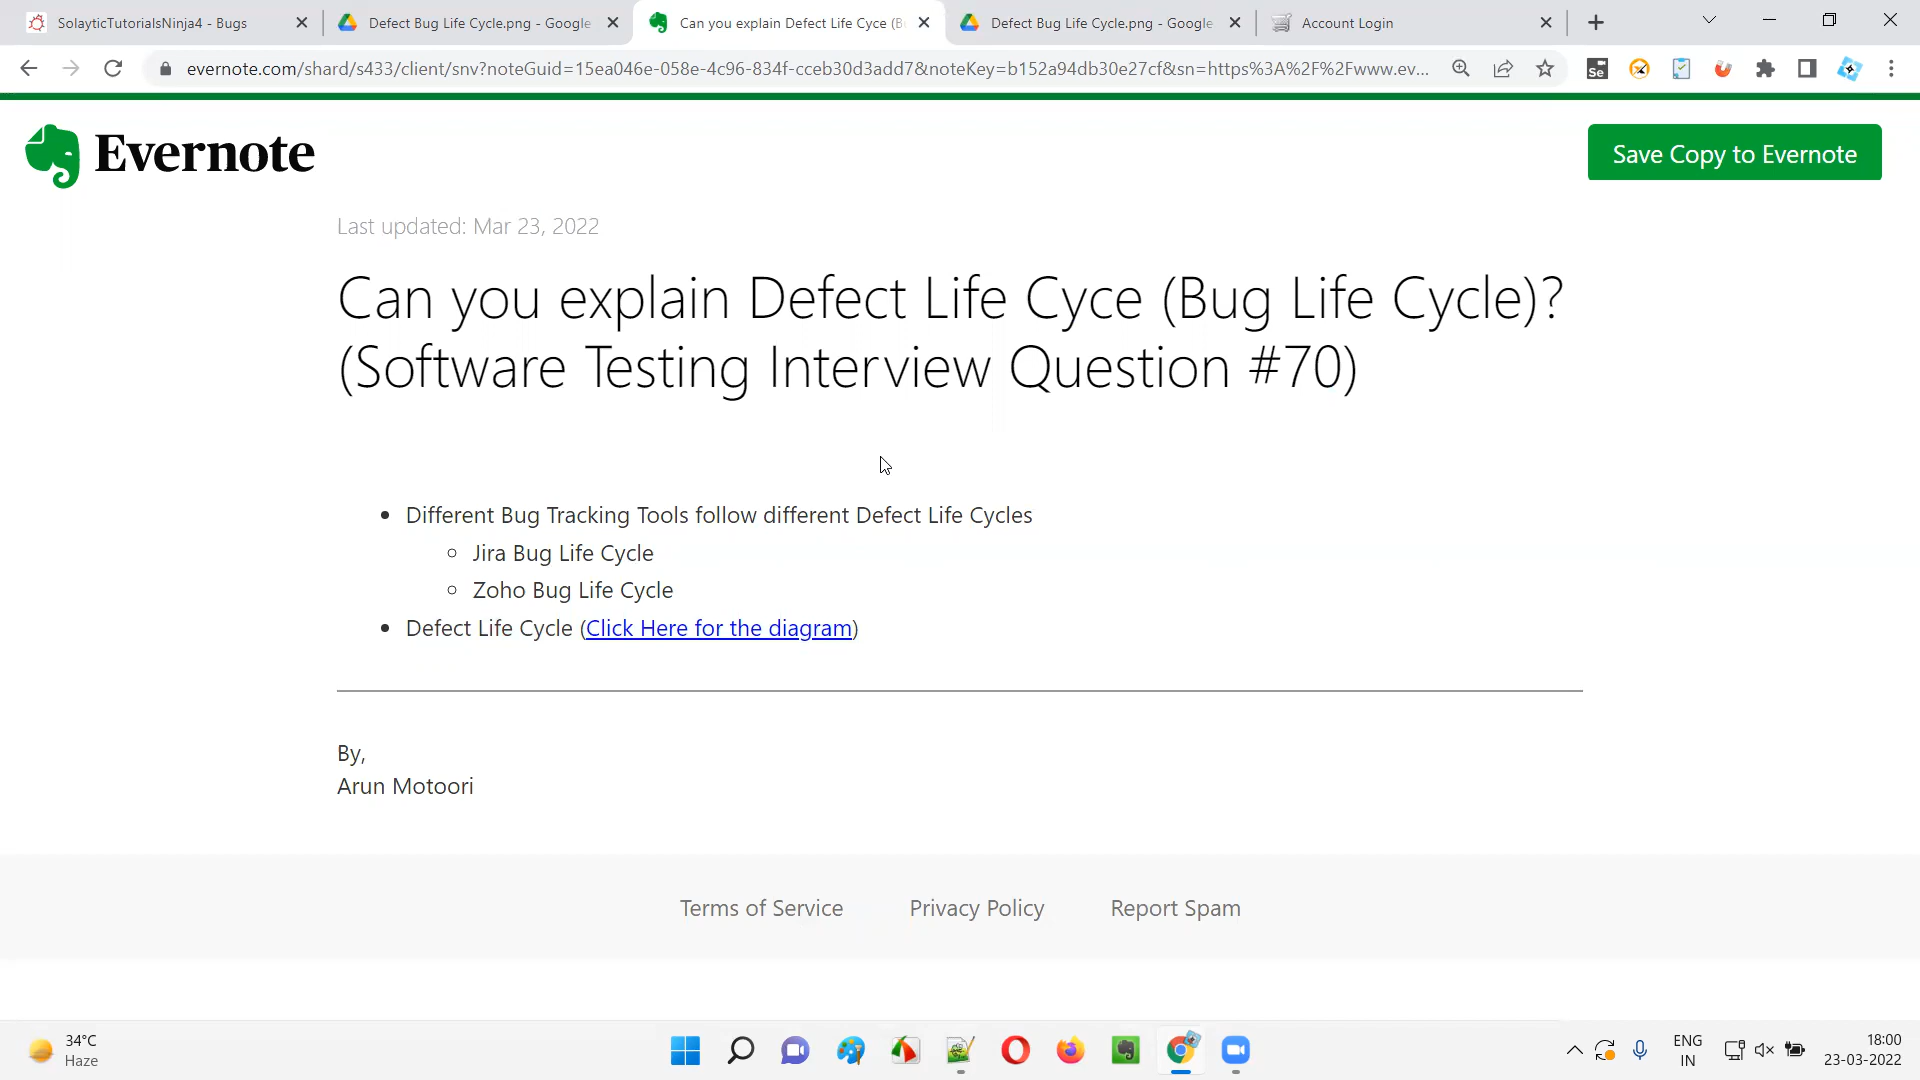 SolayticTutorialsNinja4 - Bugs
Defect Bug Life Cycle.png - Google
Can you explain Defect Life Cyce (B
Defect Bug Life Cycle.png - Google
Account Login
evernote.com/shard/s433/client/snv?noteGuid=15ea046e-058e-4c96-834f-cceb30d3add7&noteKey=b152a94db30e27cf&sn=https%3A%2F%2Fwww.ev...
Se
Evernote
Save Copy to Evernote
Last updated: Mar 23, 2022
Can you explain Defect Life Cyce (Bug Life Cycle)?
(Software Testing Interview Question #70)
Different Bug Tracking Tools follow different Defect Life Cycles
Jira Bug Life Cycle
Zoho Bug Life Cycle
Defect Life Cycle (Click Here for the diagram)
By,
Arun Motoori
Terms of Service
Privacy Policy
Report Spam
34°C
Haze
ENG
IN
18:00
23-03-2022